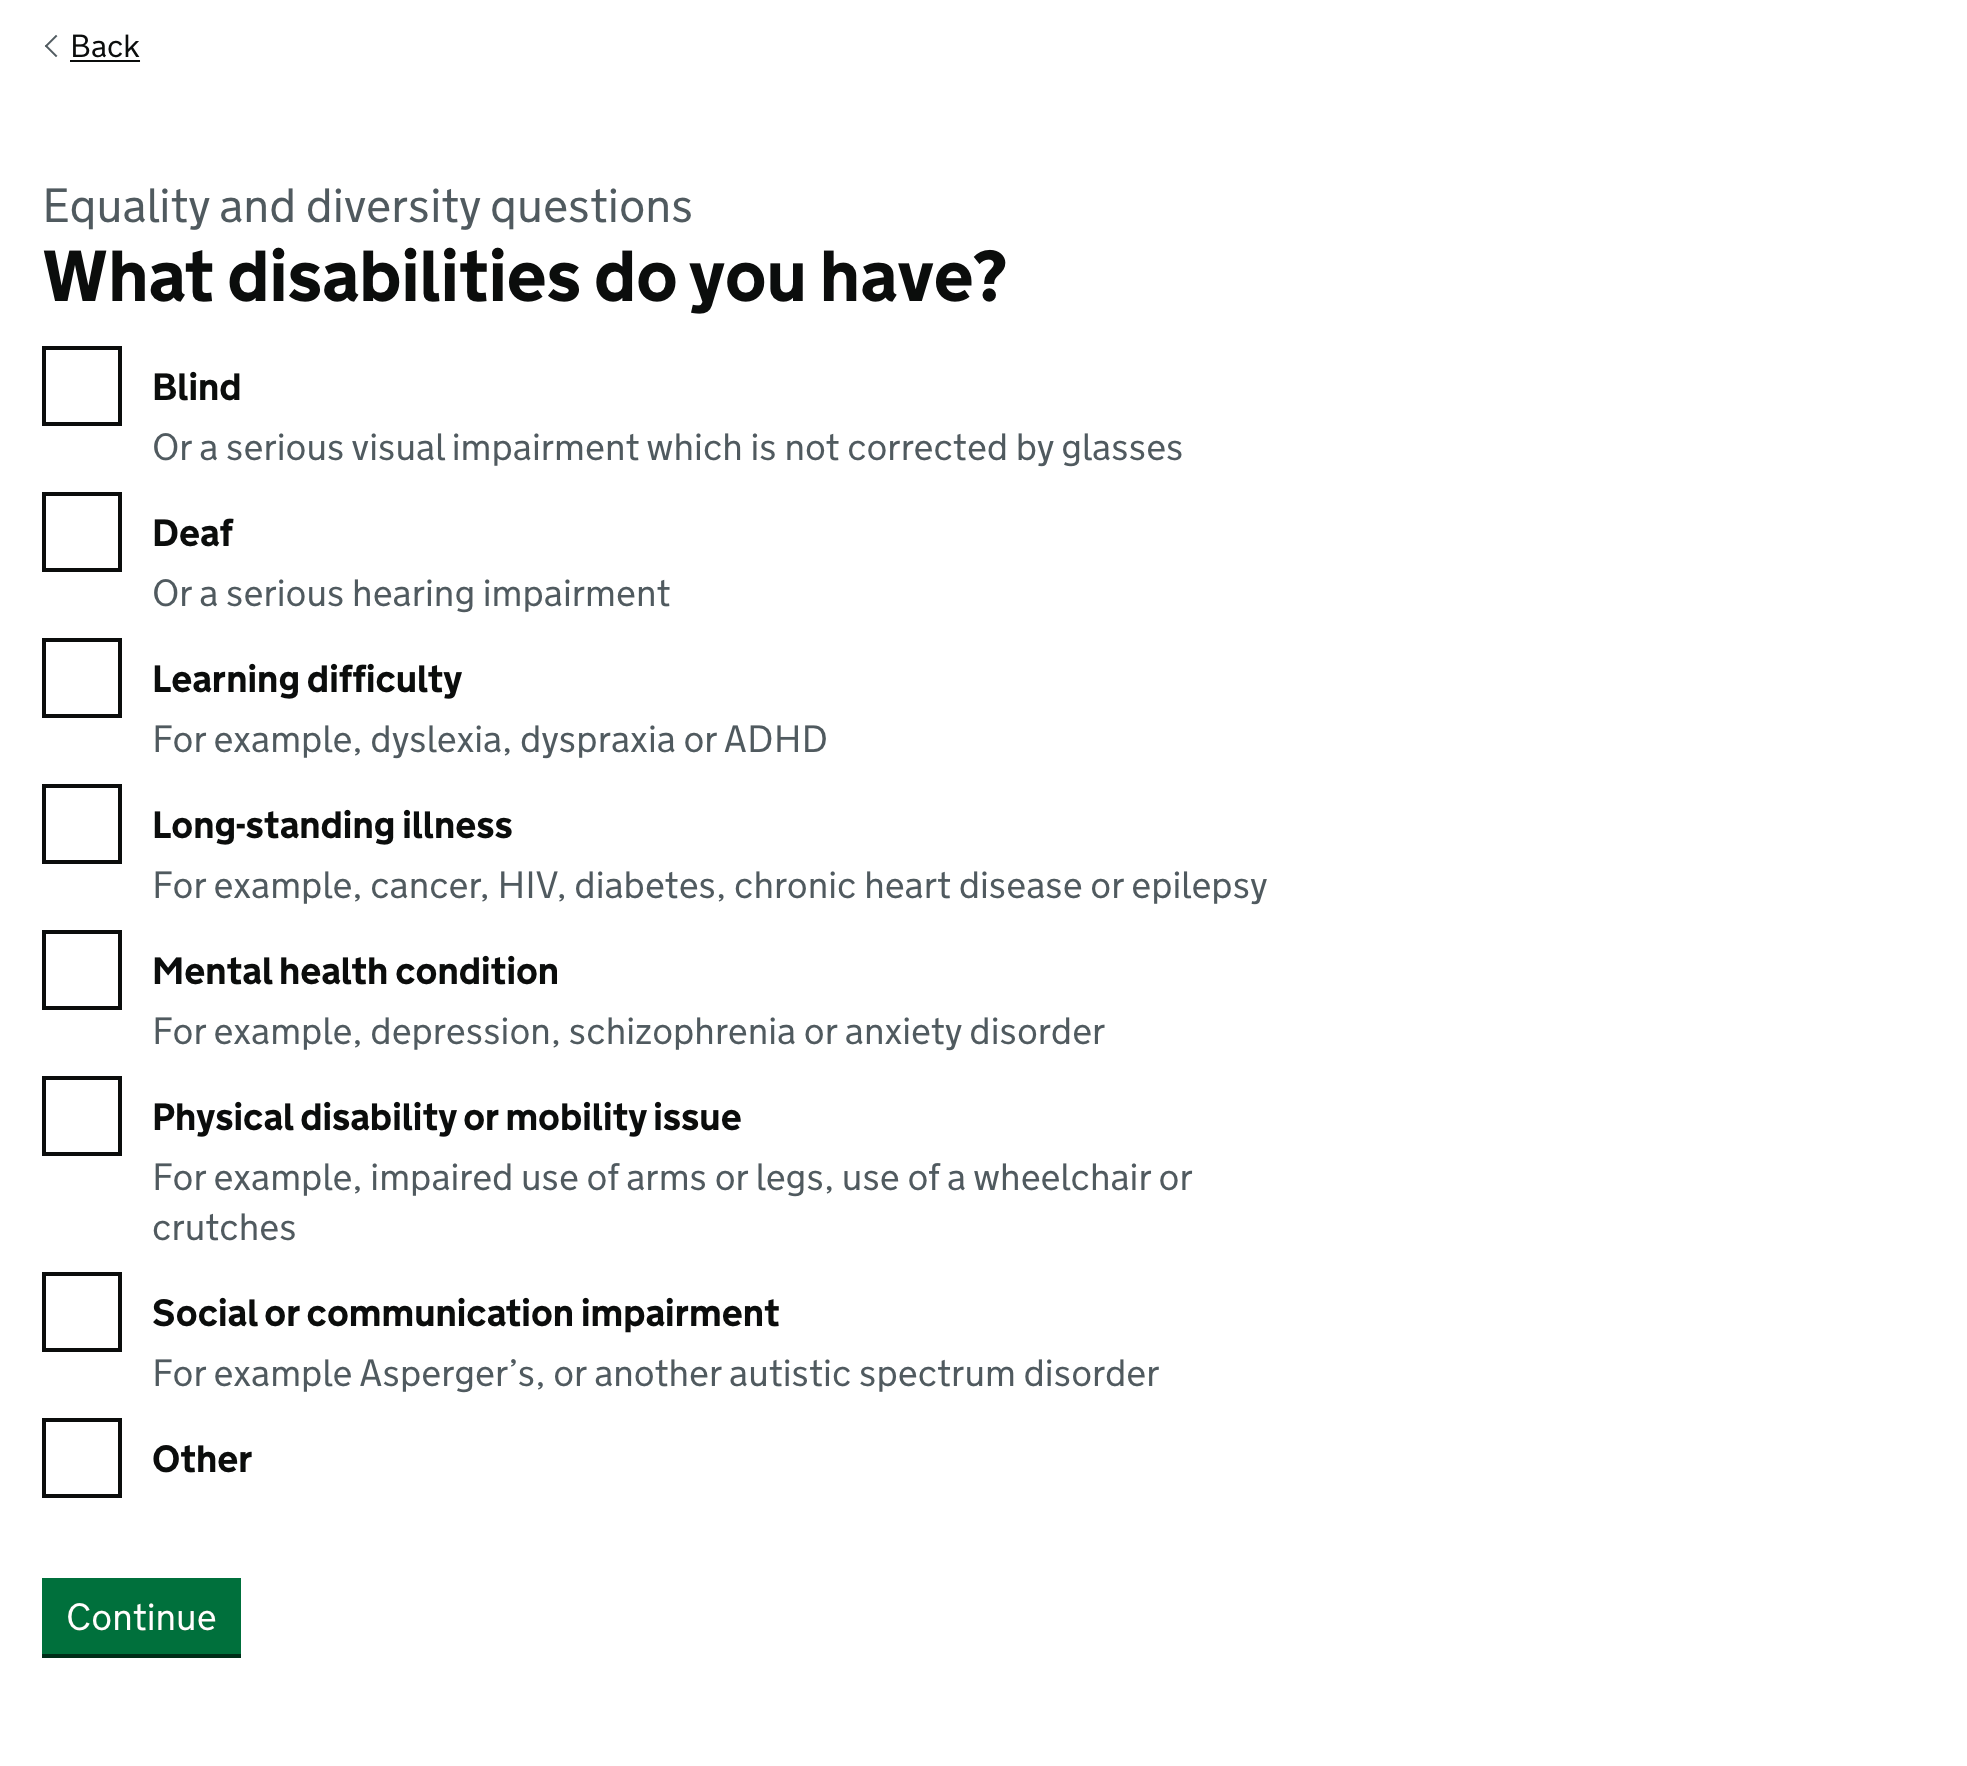 Back
Equality and diversity questions
What disabilities do you have?
Blind
Or a serious visual impairment which is not corrected by glasses
Deaf
Or a serious hearing impairment
Learning difficulty
For example, dyslexia, dyspraxia or ADHD
Long-standing illness
For example, cancer, HIV, diabetes, chronic heart disease or epilepsy
Mental health condition
For example, depression, schizophrenia or anxiety disorder
Physical disability or mobility issue
For example, impaired use of arms or legs, use of a wheelchair or
crutches
Social or communication impairment
For example Asperger’s, or another autistic spectrum disorder
Other
Continue